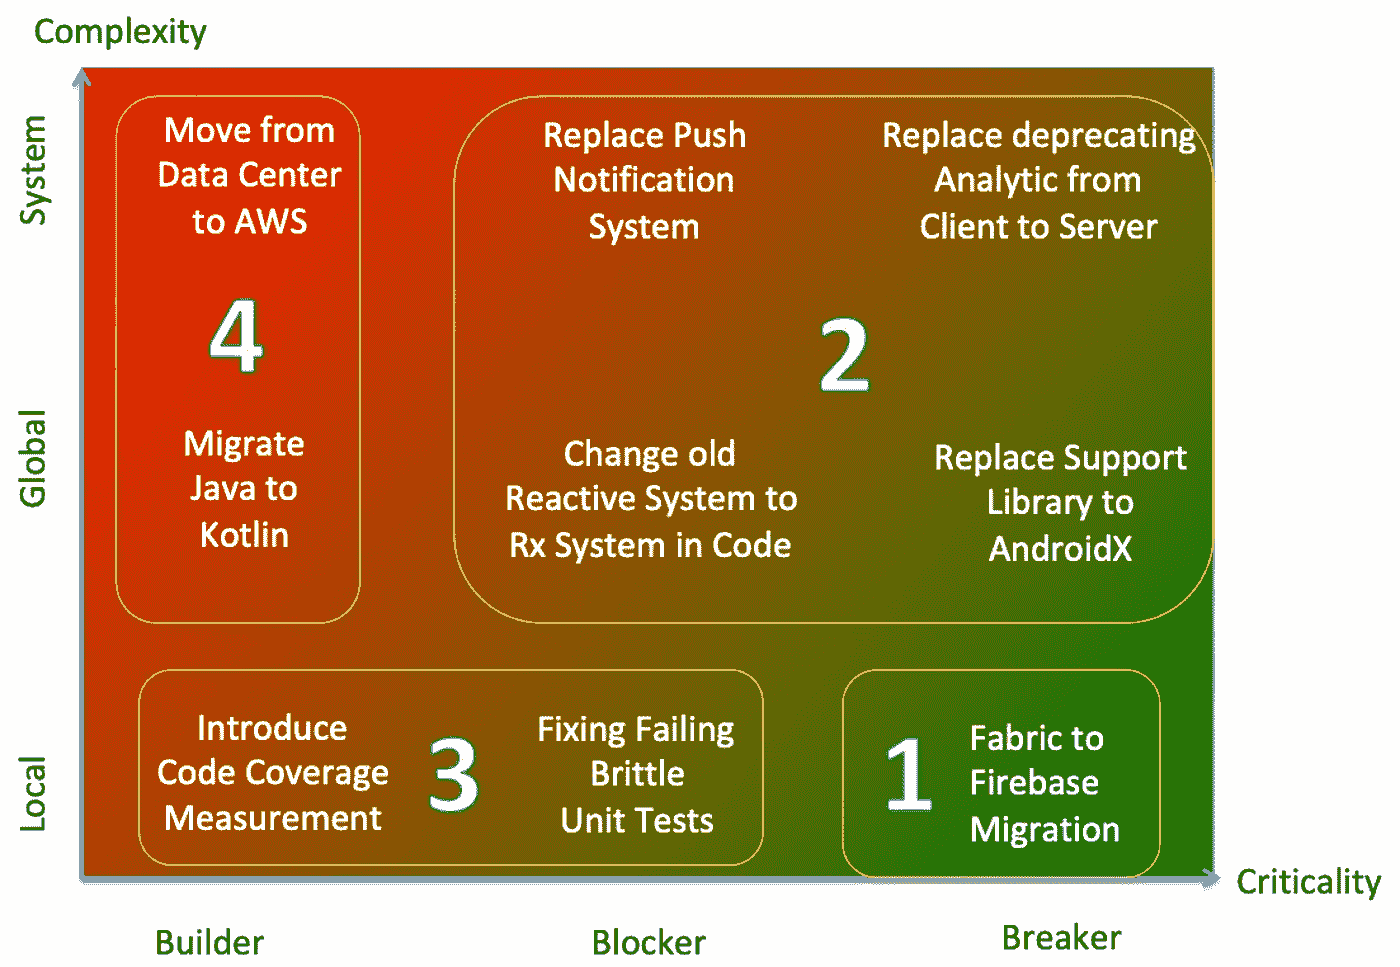 Complexity
System
Move from
Data Center
to AWS
Replace Push
Notification
System
Replace deprecating
Analytic from
Client to Server
4
2
Global
Migrate
Java to
Kotlin
Change old
Reactive System to
Rx System in Code
Replace Support
Library to
AndroidX
Local
Introduce
Code Coverage
Measurement
3
Fixing Failing
Brittle
Unit Tests
1
Fabric to
Firebase
Migration
Criticality
Builder
Blocker
Breaker